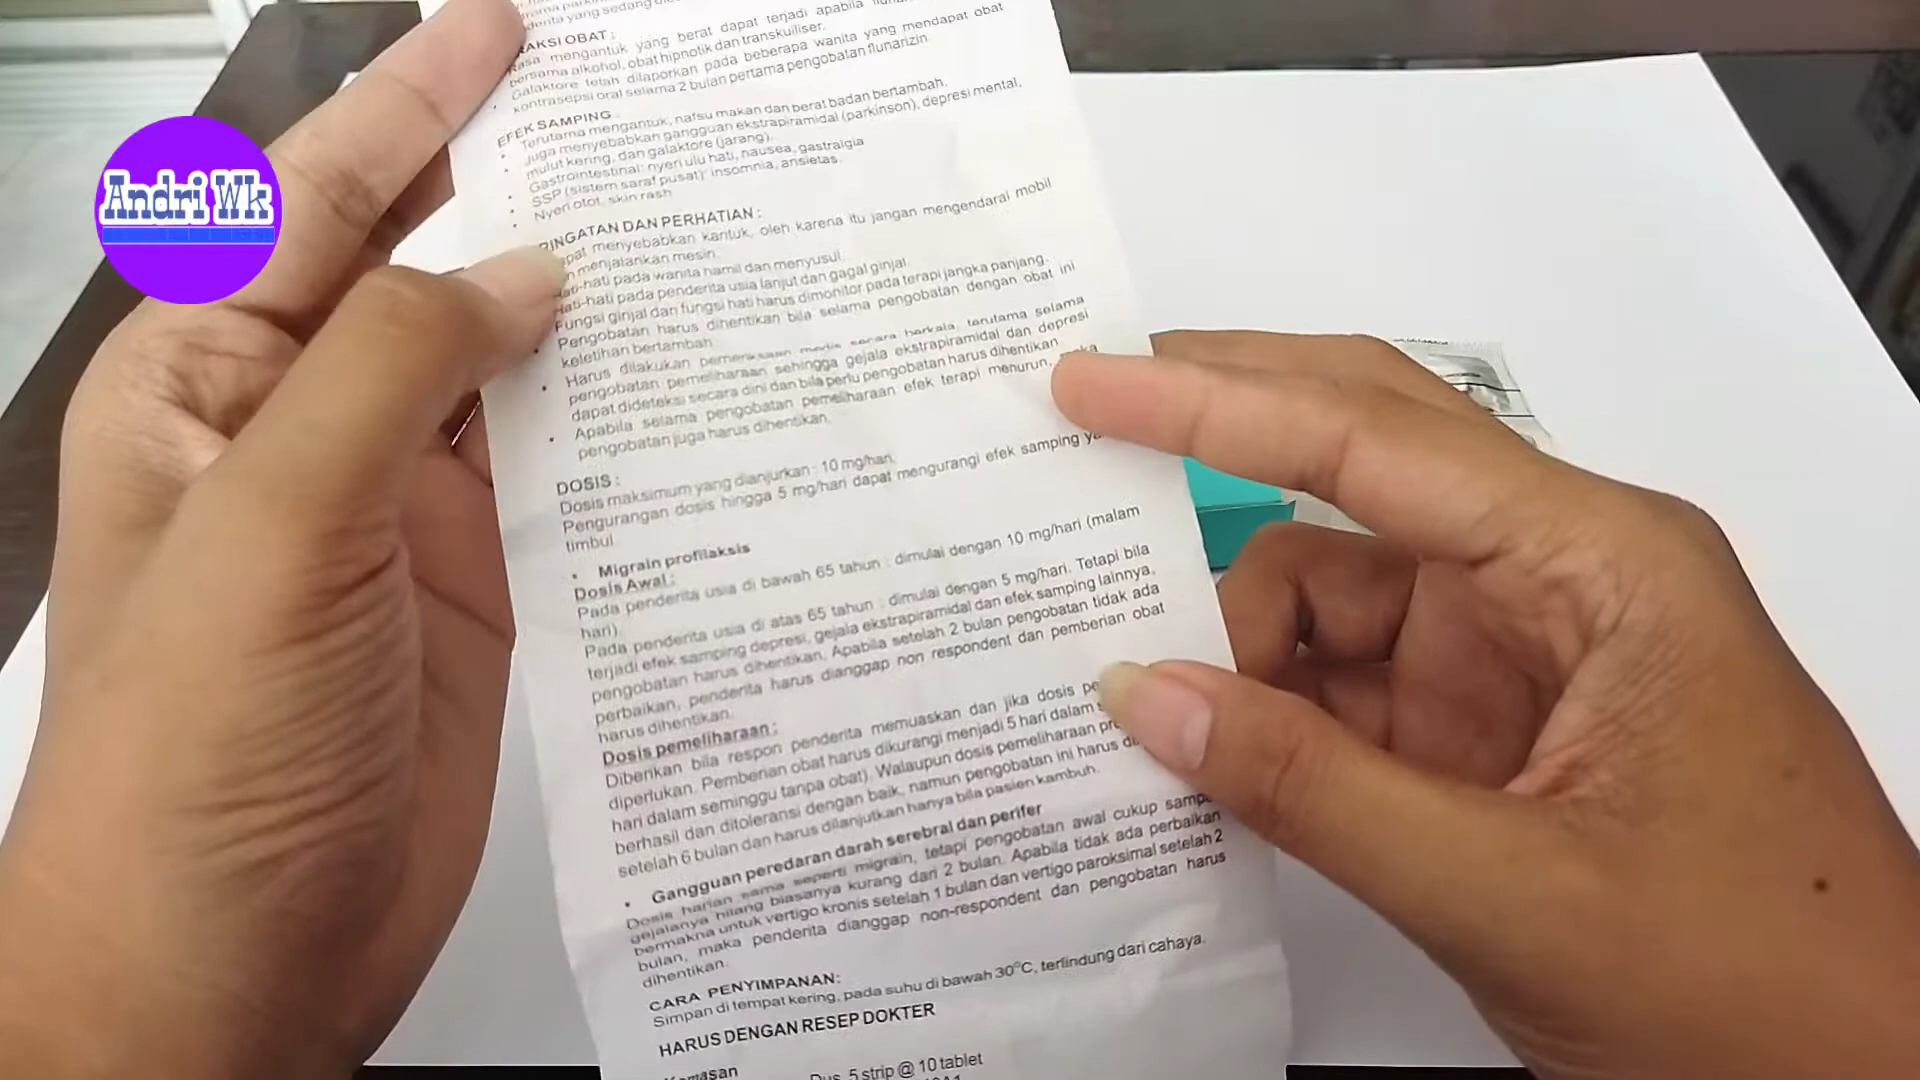 Andri Wk
penderita yang sedang
RAKSI OBAT :
Rasa mengantuk yang berat dapat terjadi apabila
bersama alkohol, obat hipnotik dan transkuiliser.
Galaktore telah dilaporkan pada beberapa wanita yang mendapat obat
kontrasepsi oral selama 2 bulan pertama pengobatan flunarizin.
EFEK SAMPING :
• Terutama mengantuk, nafsu makan dan berat badan bertambah.
• Juga menyebabkan gangguan ekstrapiramidal (parkinson), depresi mental,
mulut kering, dan galaktore (jarang).
• Gastrointestinal: nyeri ulu hati, nausea, gastralgia
• SSP (sistem saraf pusat): insomnia, ansietas.
• Nyeri otot, skin rash
RINGATAN DAN PERHATIAN :
apat menyebabkan kantuk, oleh karena itu jangan mengendarai mobil
n menjalankan mesin.
Hati-hati pada wanita hamil dan menyusui.
Hati-hati pada penderita usia lanjut dan gagal ginjal.
Fungsi ginjal dan fungsi hati harus dimonitor pada terapi jangka panjang.
• Pengobatan harus dihentikan bila selama pengobatan dengan obat ini
keletihan bertambah.
• Harus dilakukan pemeriksaan medis secara berkala, terutama selama
pengobatan pemeliharaan sehingga gejala ekstrapiramidal dan depresi
dapat dideteksi secara dini dan bila perlu pengobatan harus dihentikan.
• Apabila selama pengobatan pemeliharaan efek terapi menurun,
pengobatan juga harus dihentikan.
DOSIS :
Dosis maksimum yang dianjurkan : 10 mg/hari.
Pengurangan dosis hingga 5 mg/hari dapat mengurangi efek samping
timbul.
• Migrain profilaksis
Dosis Awal :
Pada penderita usia di bawah 65 tahun : dimulai dengan 10 mg/hari (malam
hari).
Pada penderita usia di atas 65 tahun : dimulai dengan 5 mg/hari. Tetapi bila
terjadi efek samping depresi, gejala ekstrapiramidal dan efek samping lainnya,
pengobatan harus dihentikan. Apabila setelah 2 bulan pengobatan tidak ada
perbaikan, penderita harus dianggap non respondent dan pemberian obat
harus dihentikan.
Dosis pemeliharaan :
Diberikan bila respon penderita memuaskan dan jika dosis pe
diperlukan. Pemberian obat harus dikurangi menjadi 5 hari dalam
hari dalam seminggu tanpa obat). Walaupun dosis pemeliharaan pr
berhasil dan ditoleransi dengan baik, namun pengobatan ini harus di
setelah 6 bulan dan harus dilanjutkan hanya bila pasien kambuh.
• Gangguan peredaran darah serebral dan perifer
Dosis harian sama seperti migrain, tetapi pengobatan awal cukup sampa
gejalanya hilang biasanya kurang dari 2 bulan. Apabila tidak ada perbaikan
bermakna untuk vertigo kronis setelah 1 bulan dan vertigo paroksimal setelah 2
bulan, maka penderita dianggap non-respondent dan pengobatan harus
dihentikan.
CARA PENYIMPANAN:
Simpan di tempat kering, pada suhu di bawah 30°C, terlindung dari cahaya.
HARUS DENGAN RESEP DOKTER
Kemasan
Dus, 5 strip @ 10 tablet